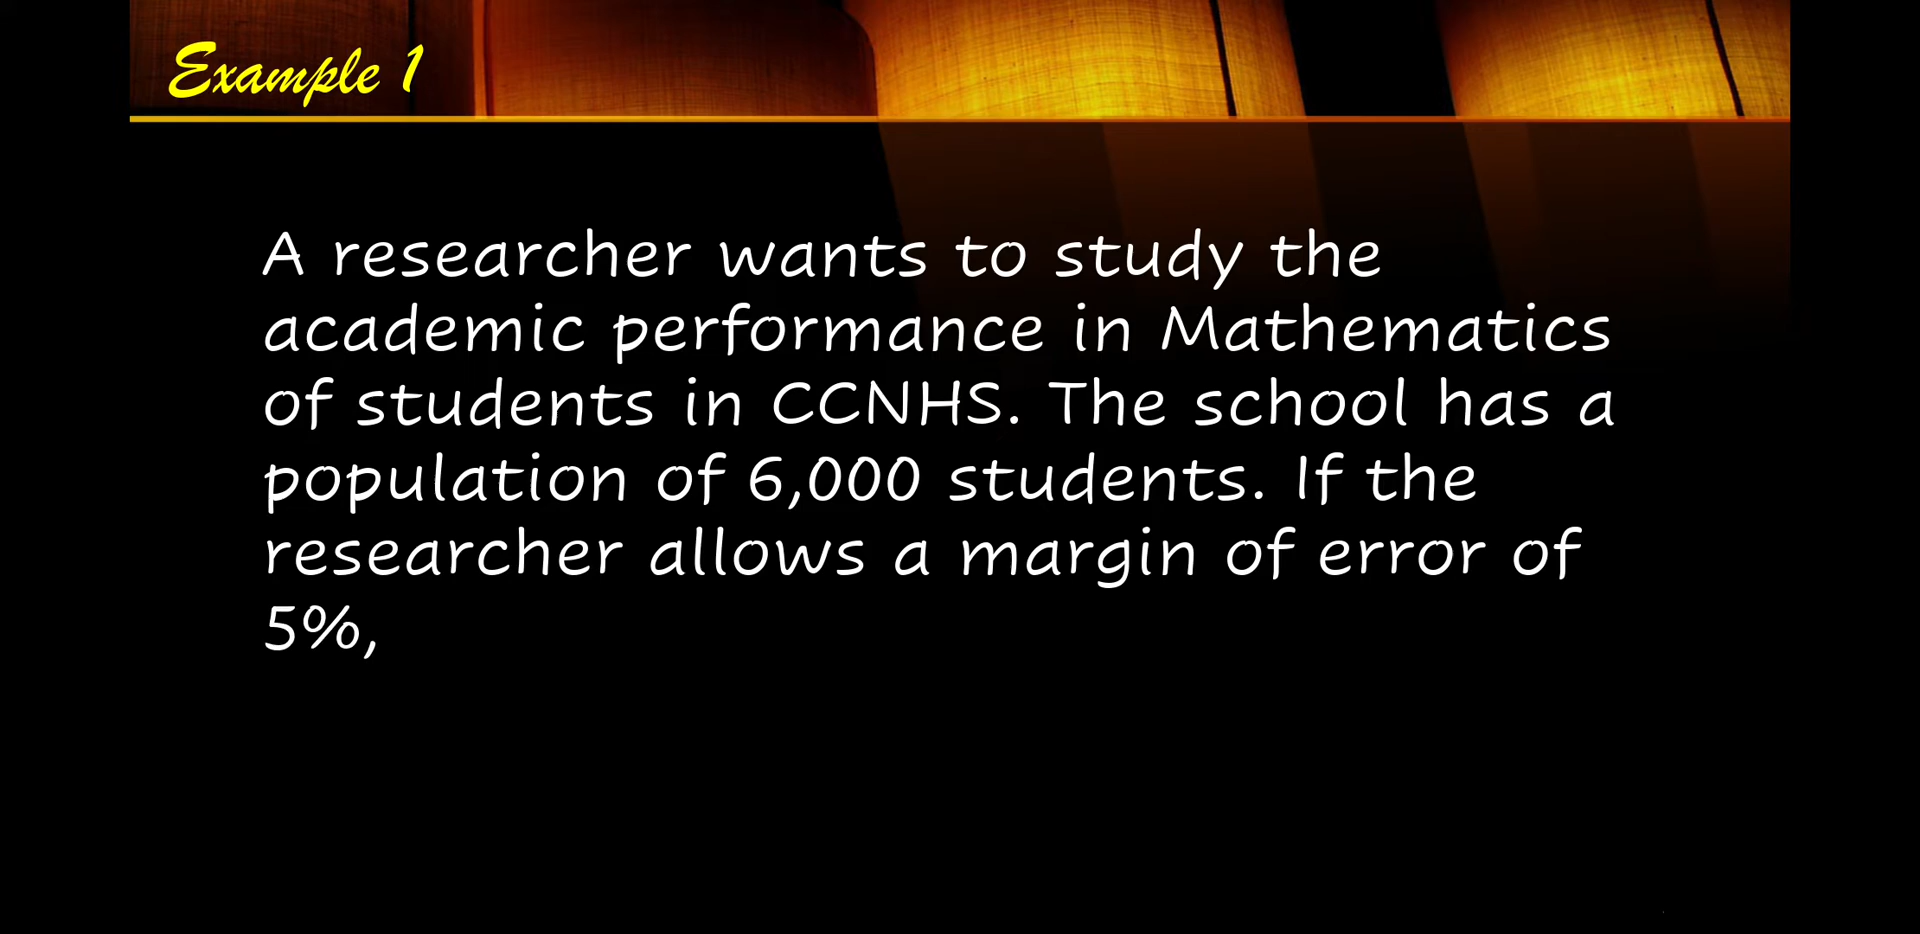 Example 1
A researcher wants to study the
academic performance in Mathematics
of students in CCNHS. The school has a
population of 6,000 students. If the
researcher allows a margin of error of
5%,